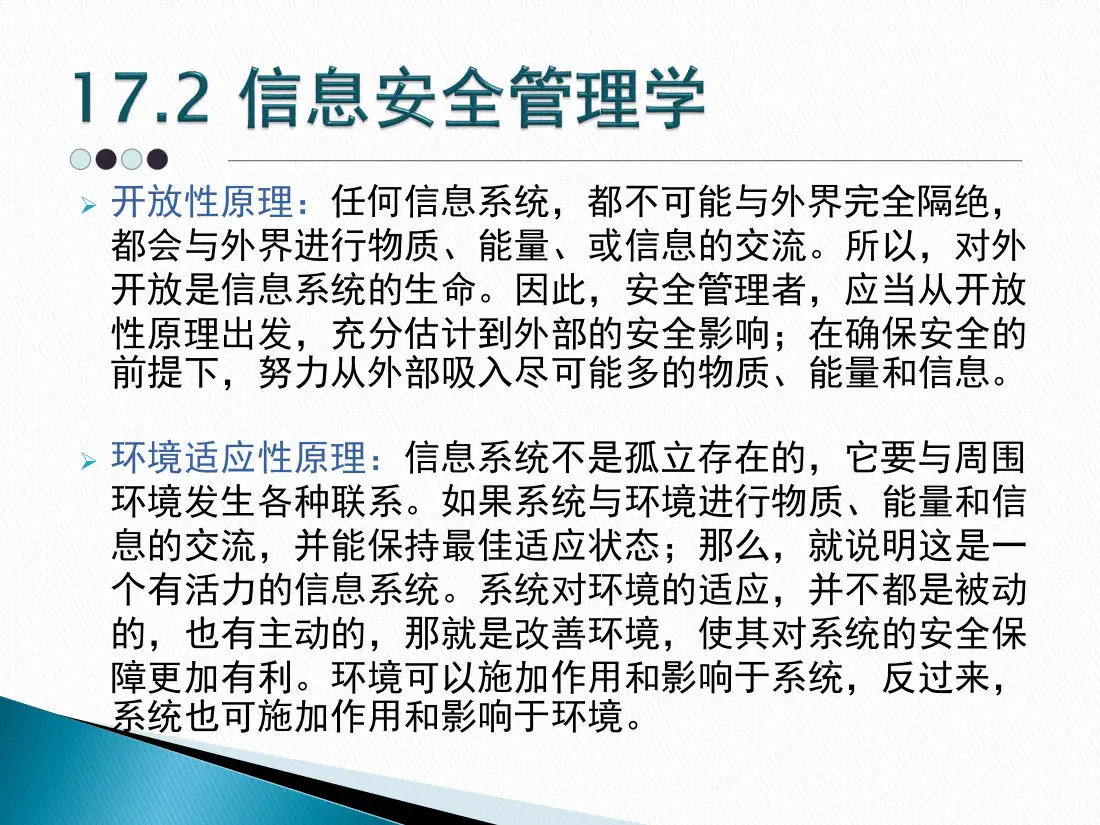 17.2 信息安全管理学
开放性原理：任何信息系统，都不可能与外界完全隔绝，
都会与外界进行物质、能量、或信息的交流。所以，对外
开放是信息系统的生命。因此，安全管理者，应当从开放
性原理出发，充分估计到外部的安全影响；在确保安全的
前提下，努力从外部吸入尽可能多的物质、能量和信息。
环境适应性原理：信息系统不是孤立存在的，它要与周围
环境发生各种联系。如果系统与环境进行物质、能量和信
息的交流，并能保持最佳适应状态；那么，就说明这是一
个有活力的信息系统。系统对环境的适应，并不都是被动
的，也有主动的，那就是改善环境，使其对系统的安全保
障更加有利。环境可以施加作用和影响于系统，反过来，
系统也可施加作用和影响于环境。